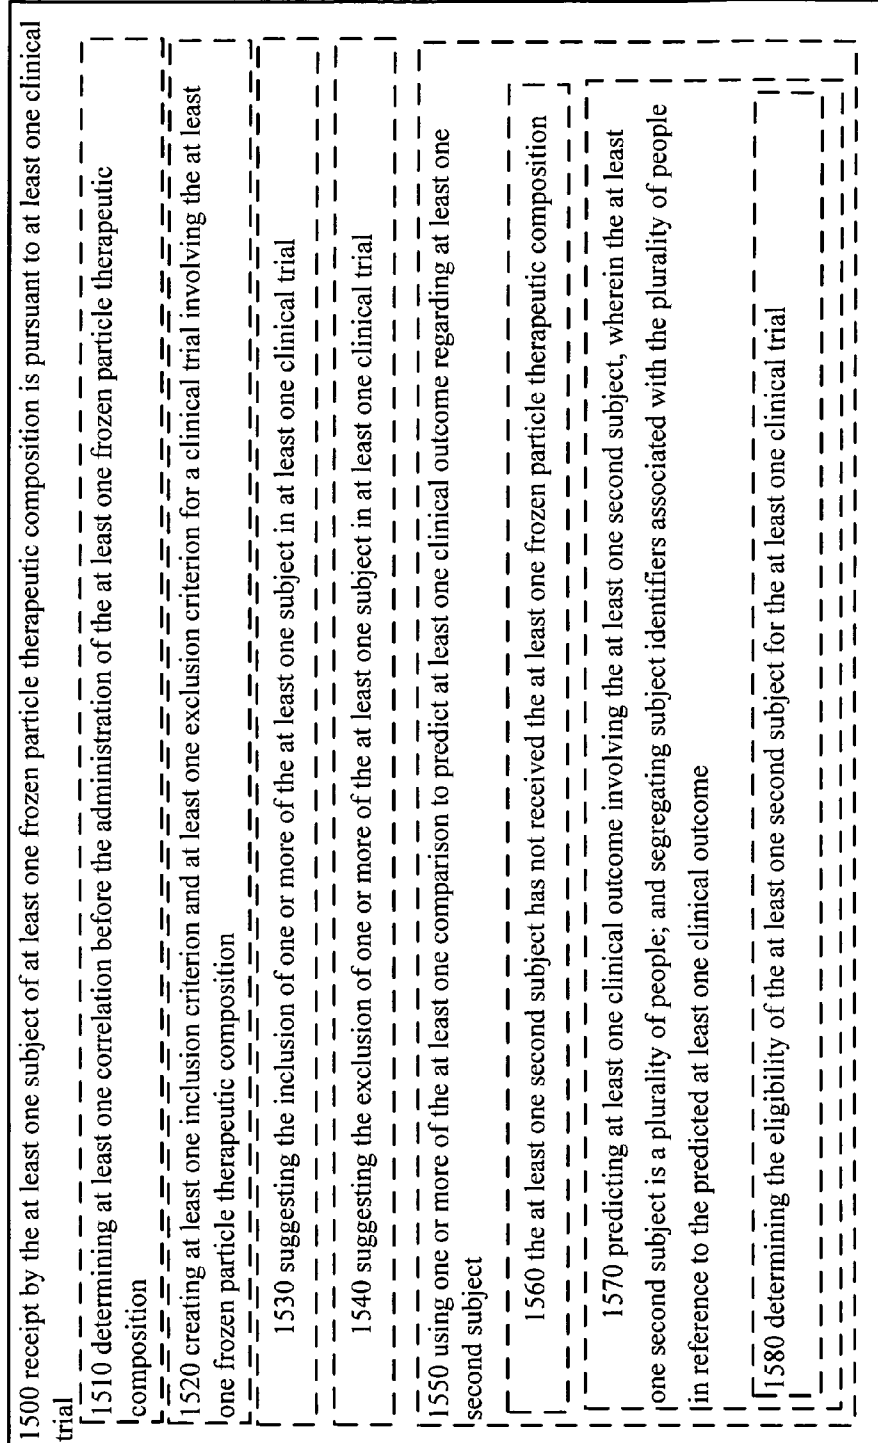 1500 receipt by the at least one subject of at least one frozen particle therapeutic composition is pursuant to at least one clinical
trial
1510 determining at least one correlation before the administration of the at least one frozen particle therapeutic
composition
1520 creating at least one inclusion criterion and at least one exclusion criterion for a clinical trial involving the at least
one frozen particle therapeutic composition
1530 suggesting the inclusion of one or more of the at least one subject in at least one clinical trial
1540 suggesting the exclusion of one or more of the at least one subject in at least one clinical trial
1550 using one or more of the at least one comparison to predict at least one clinical outcome regarding at least one
second subject
1560 the at least one second subject has not received the at least one frozen particle therapeutic composition
1570 predicting at least one clinical outcome involving the at least one second subject, wherein the at least
one second subject is a plurality of people; and segregating subject identifiers associated with the plurality of people
in reference to the predicted at least one clinical outcome
1580 determining the eligibility of the at least one second subject for the at least one clinical trial